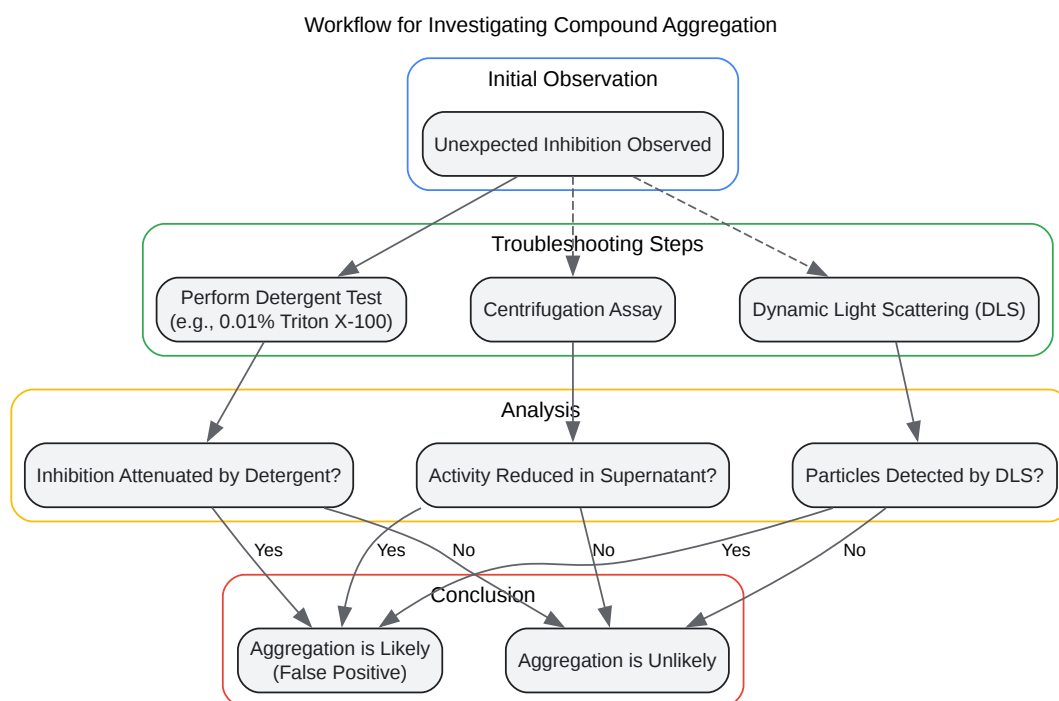 Workflow for Investigating Compound Aggregation
Initial Observation
Unexpected Inhibition Observed
Troubleshooting Steps
Perform Detergent Test
(e.g., 0.01% Triton X-100)
Centrifugation Assay
Dynamic Light Scattering (DLS)
Analysis
Inhibition Attenuated by Detergent?
Activity Reduced in Supernatant?
Particles Detected by DLS?
Yes
Yes
No
No
Yes
No
Conclusion
Aggregation is Likely
(False Positive)
Aggregation is Unlikely